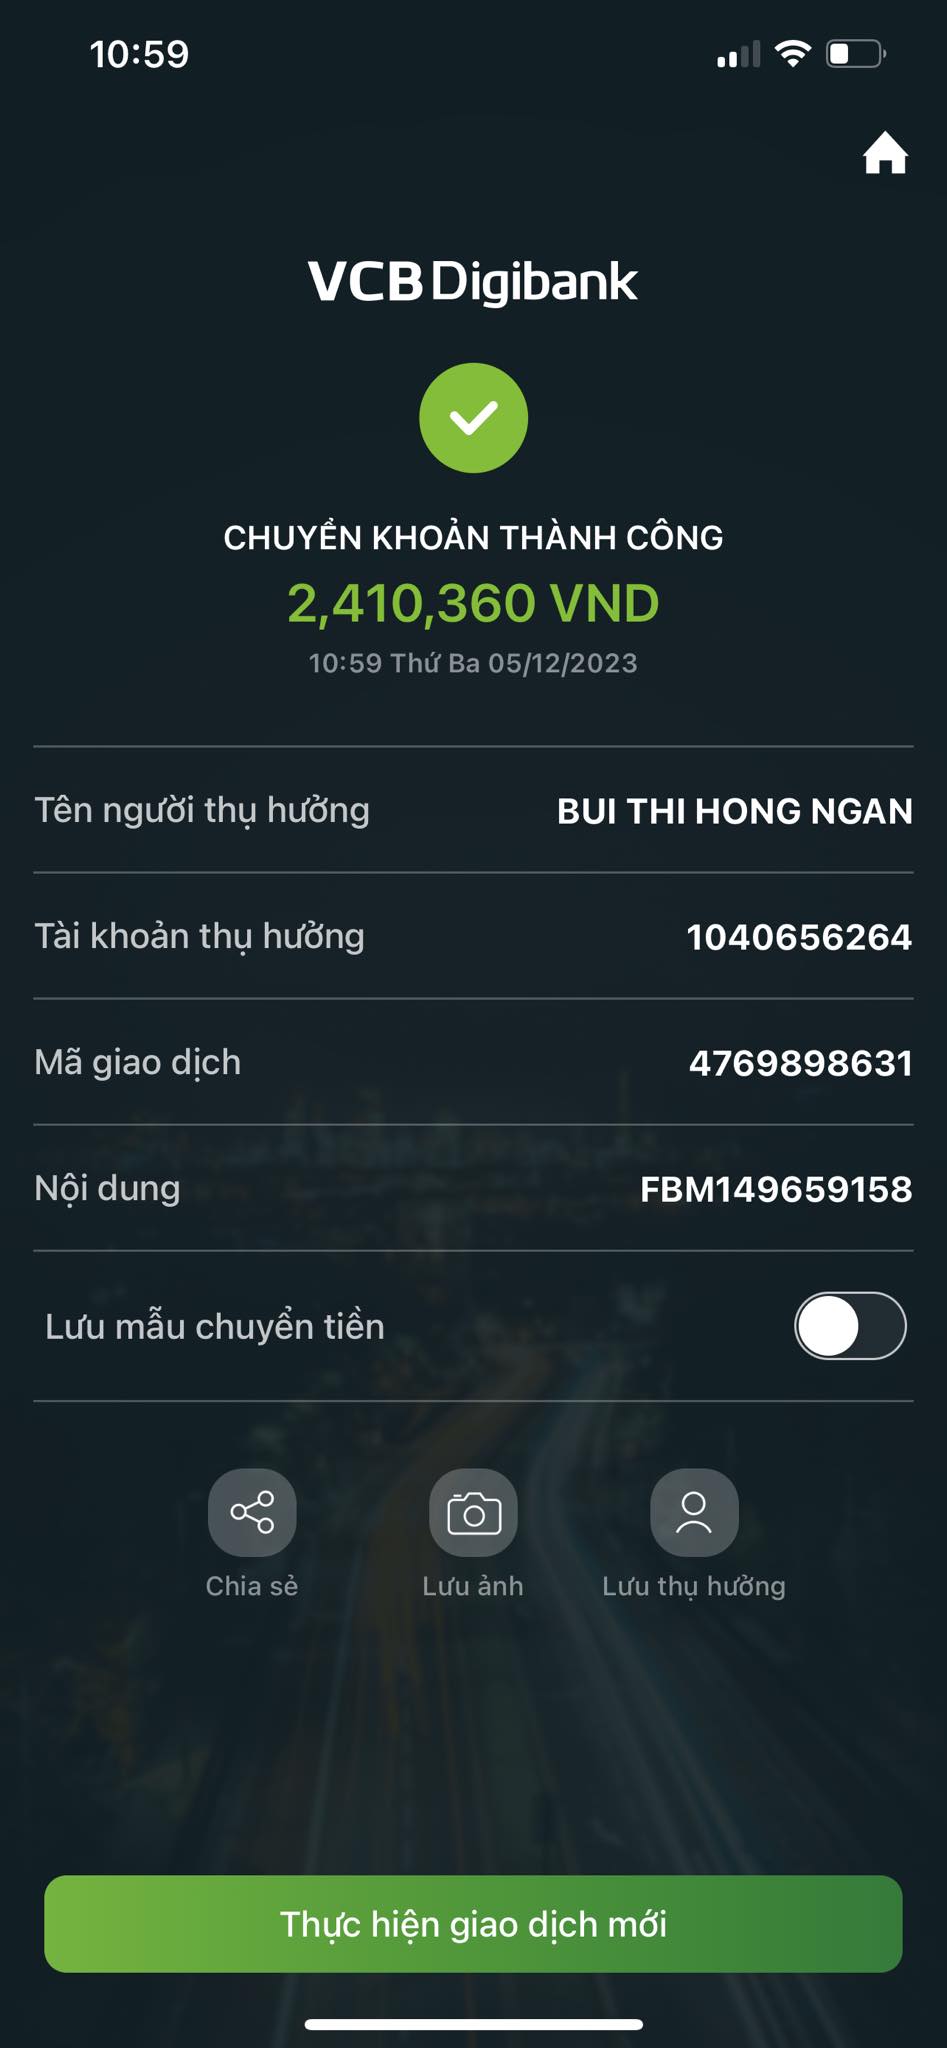 10:59
VCB Digibank
CHUYỂN KHOẢN THÀNH CÔNG
2,410,360 VND
10:59 Thứ Ba 05/12/2023
Tên người thụ hưởng BUI THI HONG NGAN
Tài khoản thụ hưởng 1040656264
Mã giao dịch 4769898631
Nội dung FBM149659158
Lưu mẫu chuyển tiền
Chia sẻ Lưu ảnh Lưu thụ hưởng
Thực hiện giao dịch mới